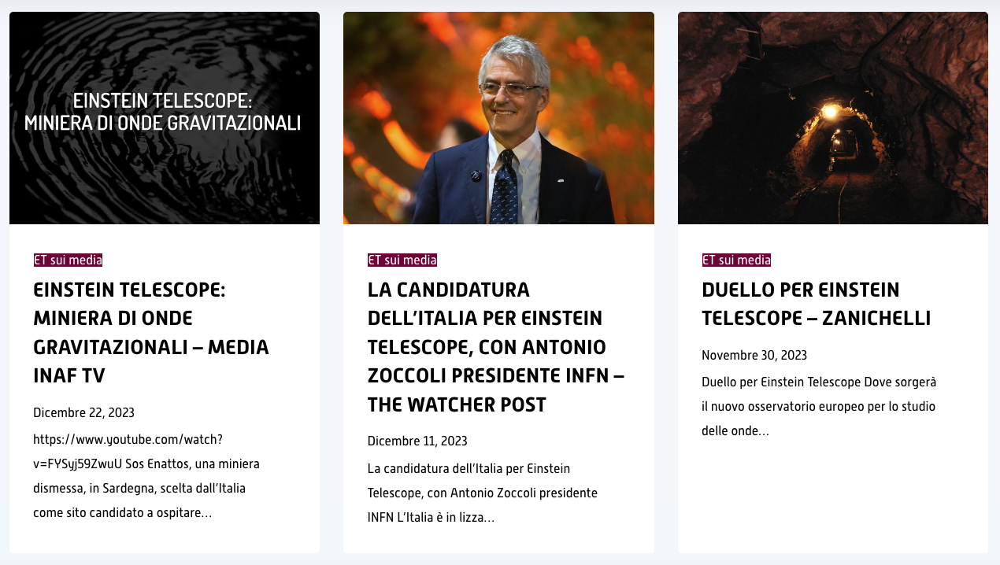 EINSTEIN TELESCOPE:
MINIERA DI ONDE GRAVITAZIONALI
ET sui media
EINSTEIN TELESCOPE:
MINIERA DI ONDE
GRAVITAZIONALI – MEDIA
INAF TV
Dicembre 22, 2023
https://www.youtube.com/watch?
v=FYSyj59ZwuU Sos Enattos, una miniera
dismessa, in Sardegna, scelta dall’Italia
come sito candidato a ospitare…
ET sui media
LA CANDIDATURA
DELL’ITALIA PER EINSTEIN
TELESCOPE, CON ANTONIO
ZOCCOLI PRESIDENTE INFN –
THE WATCHER POST
Dicembre 11, 2023
La candidatura dell’Italia per Einstein
Telescope, con Antonio Zoccoli presidente
INFN L’Italia è in lizza…
ET sui media
DUELLO PER EINSTEIN
TELESCOPE – ZANICHELLI
Novembre 30, 2023
Duello per Einstein Telescope Dove sorgerà
il nuovo osservatorio europeo per lo studio
delle onde…